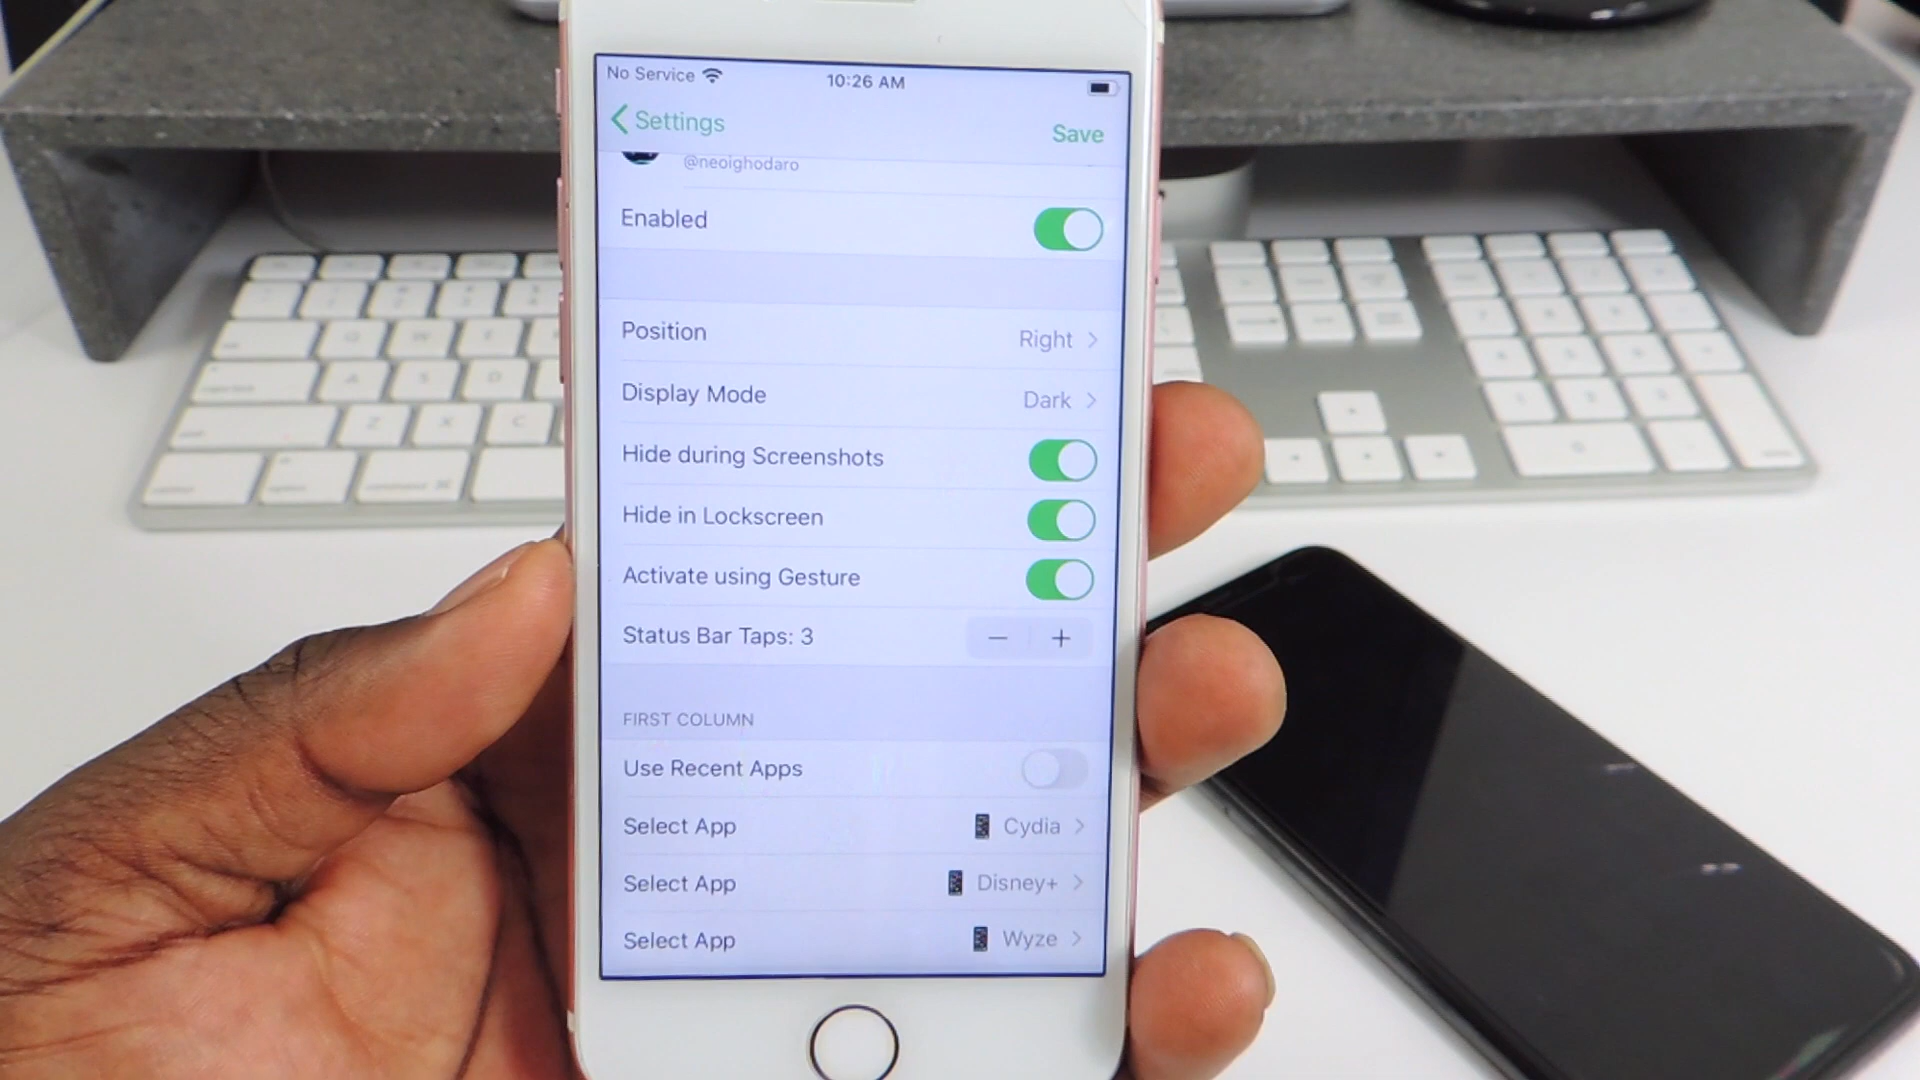 No Service 10:26 AM
Settings Save
@neoighodaro
Enabled
Position Right
Display Mode Dark
Hide during Screenshots
Hide in Lockscreen
Activate using Gesture
Status Bar Taps: 3 − +
FIRST COLUMN
Use Recent Apps
Select App Cydia
Select App Disney+
Select App Wyze